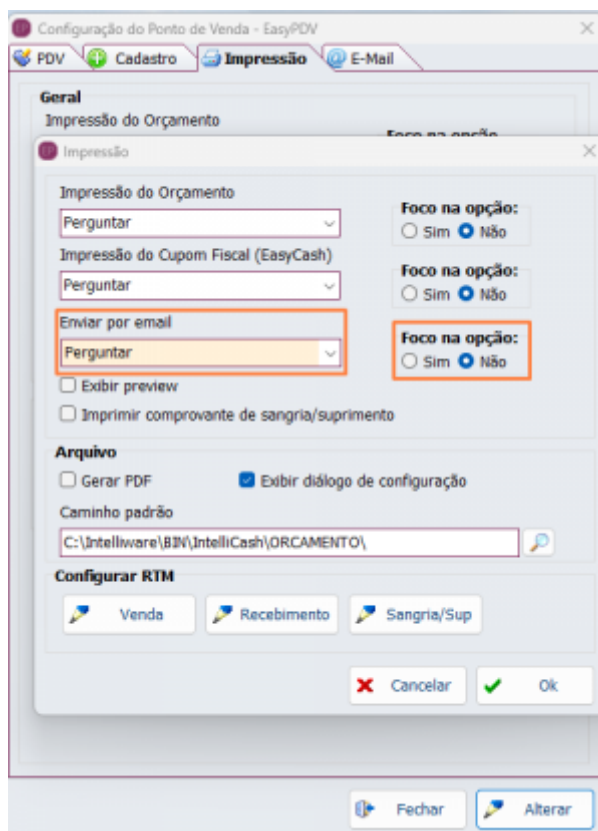 Configuração do Ponto de Venda - EasyPDV
PDV Cadastro Impressão E-Mail
Geral
Impressão do Orçamento
Foco na opção
Impressão
Impressão do Orçamento
Perguntar
Foco na opção:
Sim Não
Impressão do Cupom Fiscal (EasyCash)
Perguntar
Foco na opção:
Sim Não
Enviar por email
Perguntar
Foco na opção:
Sim Não
Exibir preview
Imprimir comprovante de sangria/suprimento
Arquivo
Gerar PDF Exibir diálogo de configuração
Caminho padrão
C:\Intelliware\BIN\IntelliCash\ORCAMENTO\
Configurar RTM
Venda Recebimento Sangria/Sup
Cancelar Ok
Fechar Alterar